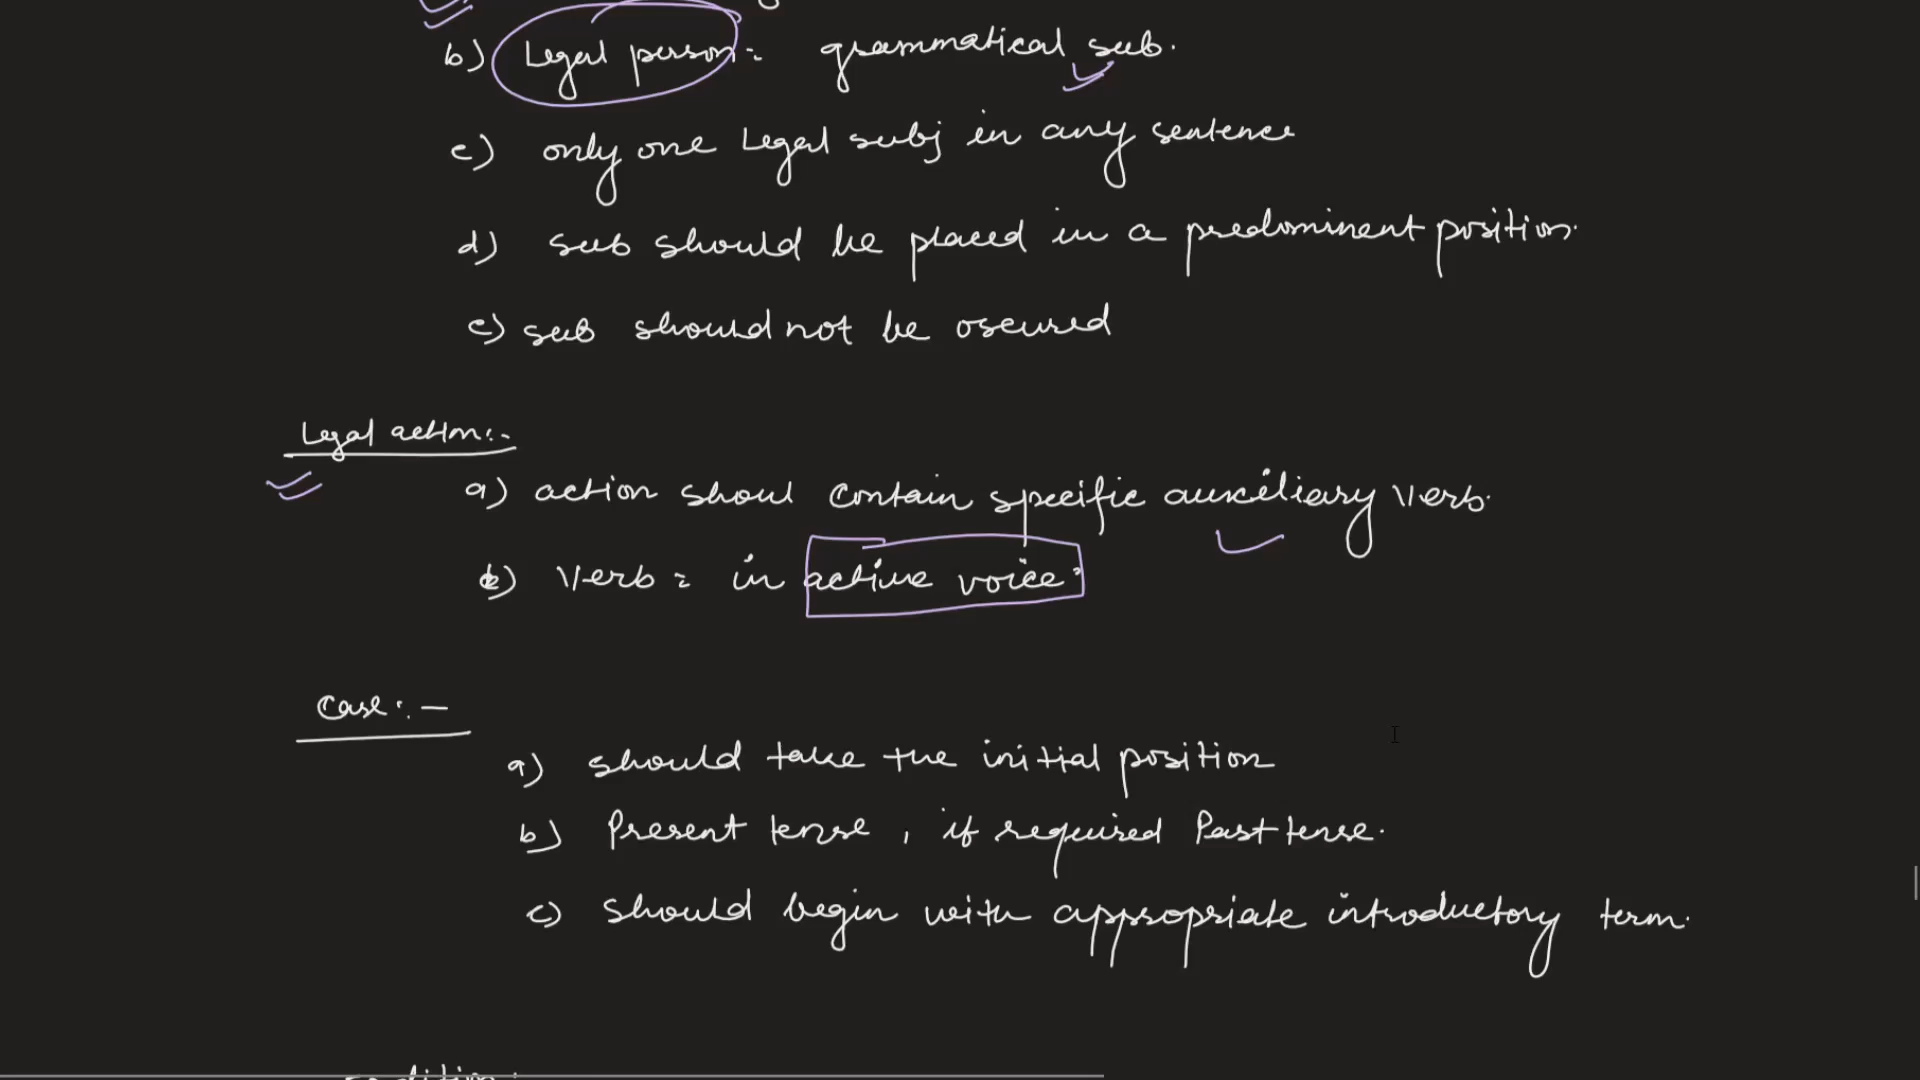 b) Legal person = grammatical sub.
c) only one Legal subj in any sentence
d) sub should be placed in a predominent position.
e) sub should not be oscured
Legal action:-
a) action shoul contain specific auxiliary verb.
b) Verb = in active voice.
Case:-
a) should take the initial position
b) Present tense, if required Past tense.
c) should begin with appropriate introductory term.